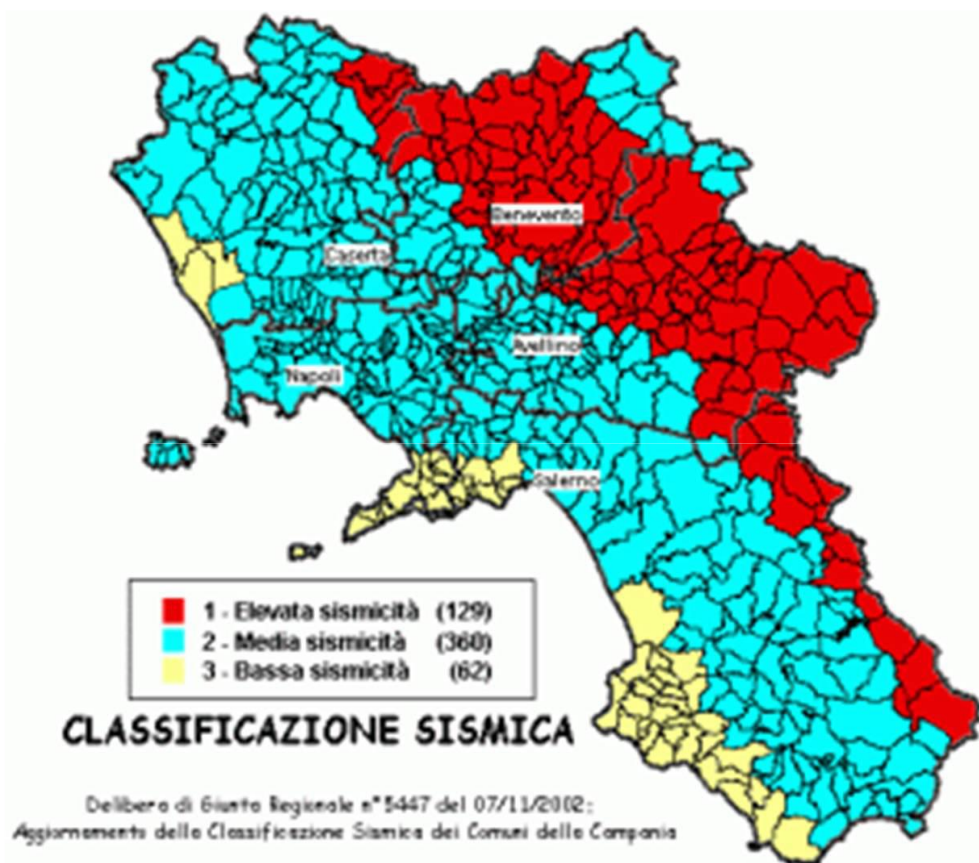 Benevento
Caserta
Avellino
Napoli
Salerno
1 - Elevata sismicità (129)
2 - Media sismicità (360)
3 - Bassa sismicità (62)
CLASSIFICAZIONE SISMICA
Delibera di Giunta Regionale n°5447 del 07/11/2002:
Aggiornamento della Classificazione Sismica dei Comuni della Campania